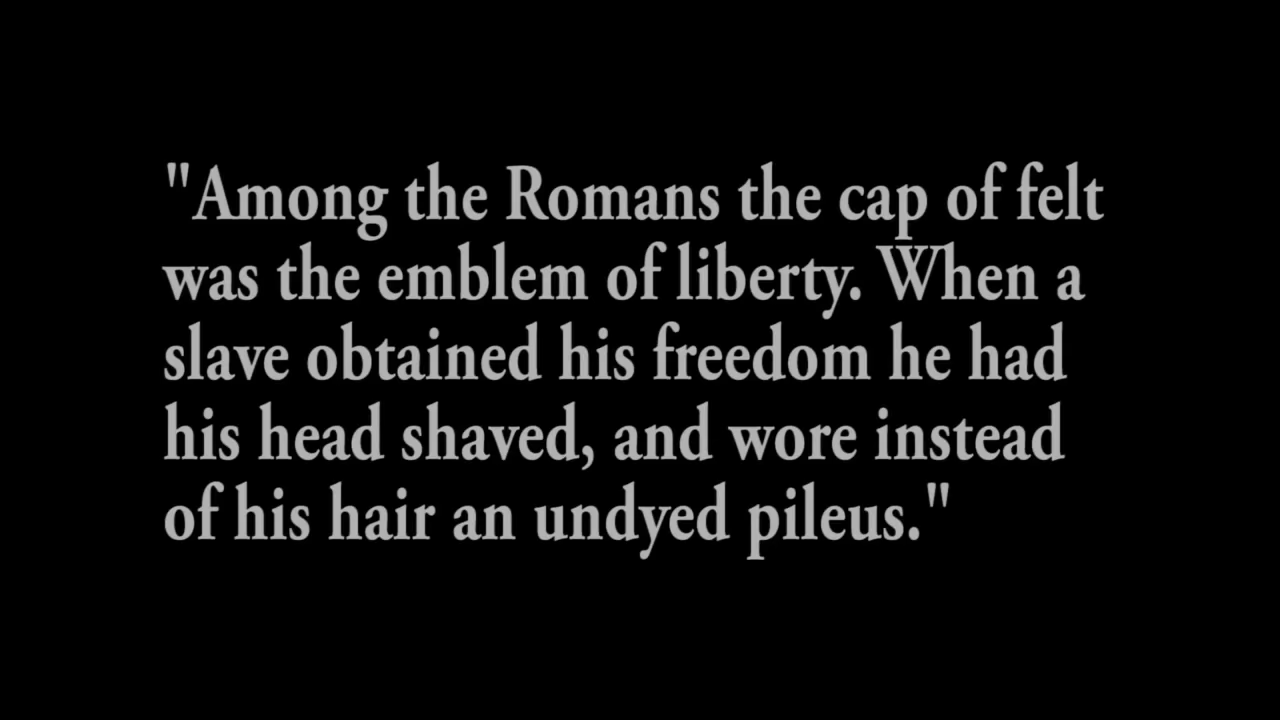 "Among the Romans the cap of felt
was the emblem of liberty. When a
slave obtained his freedom he had
his head shaved, and wore instead
of his hair an undyed pileus."